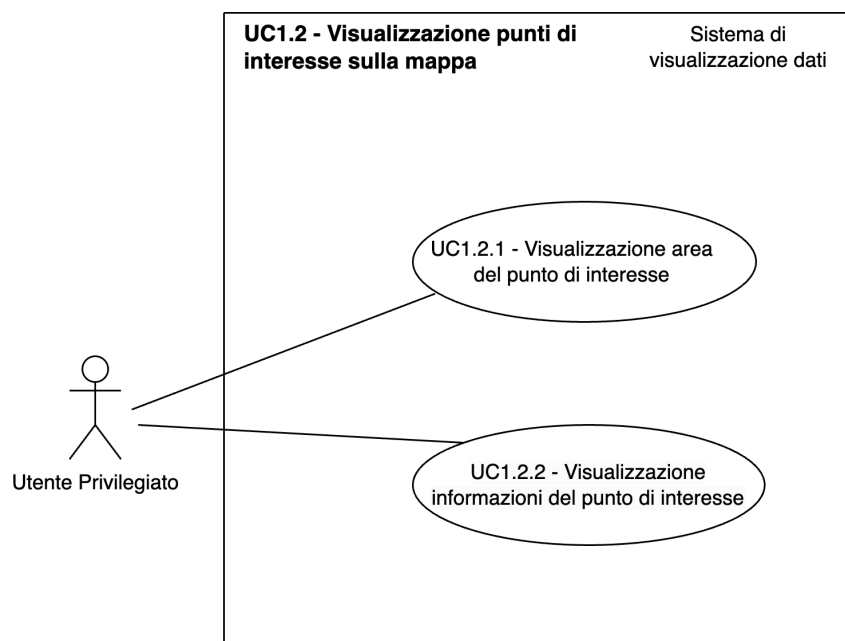 UC1.2 - Visualizzazione punti di
interesse sulla mappa
Sistema di
visualizzazione dati
UC1.2.1 - Visualizzazione area
del punto di interesse
Utente Privilegiato
UC1.2.2 - Visualizzazione
informazioni del punto di interesse